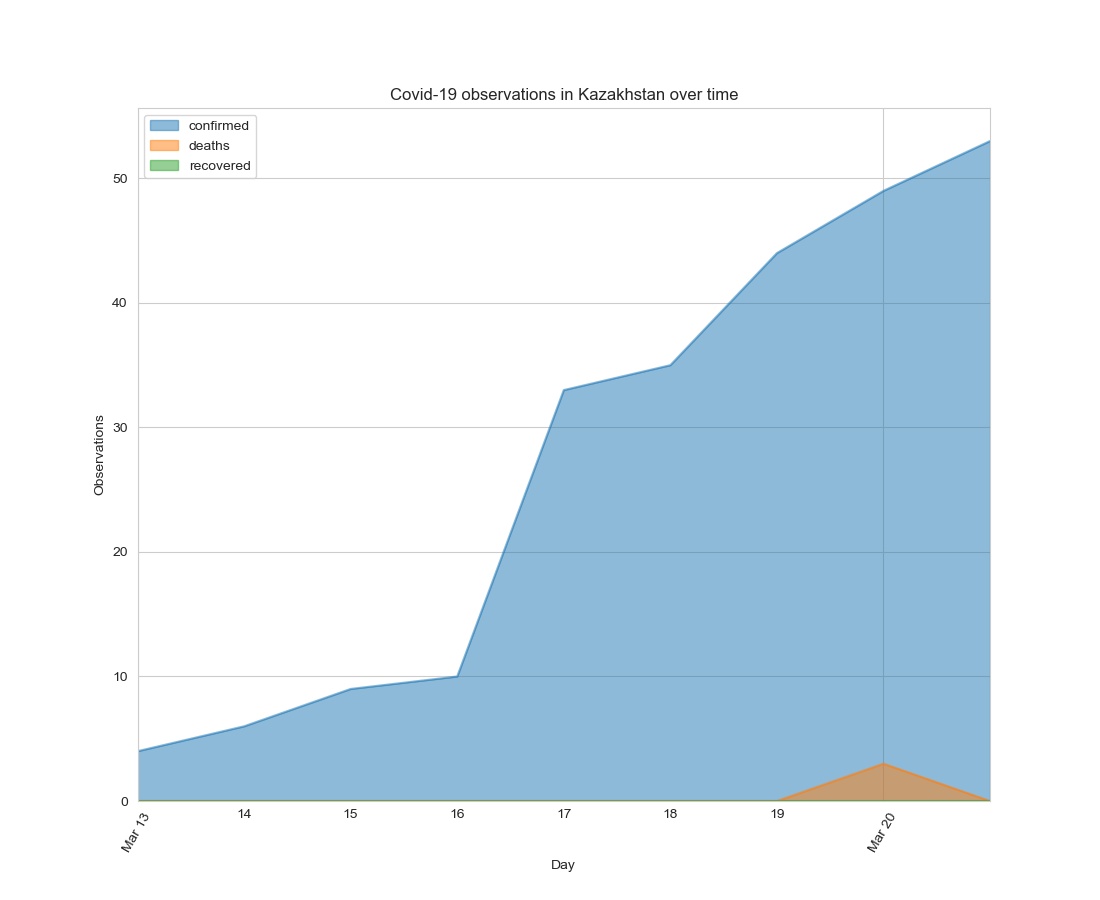 Covid-19 observations in Kazakhstan over time
confirmed
deaths
recovered
50
40
30
20
10
0
Observations
Mar 13
14
15
16
17
18
19
Mar 20
Day